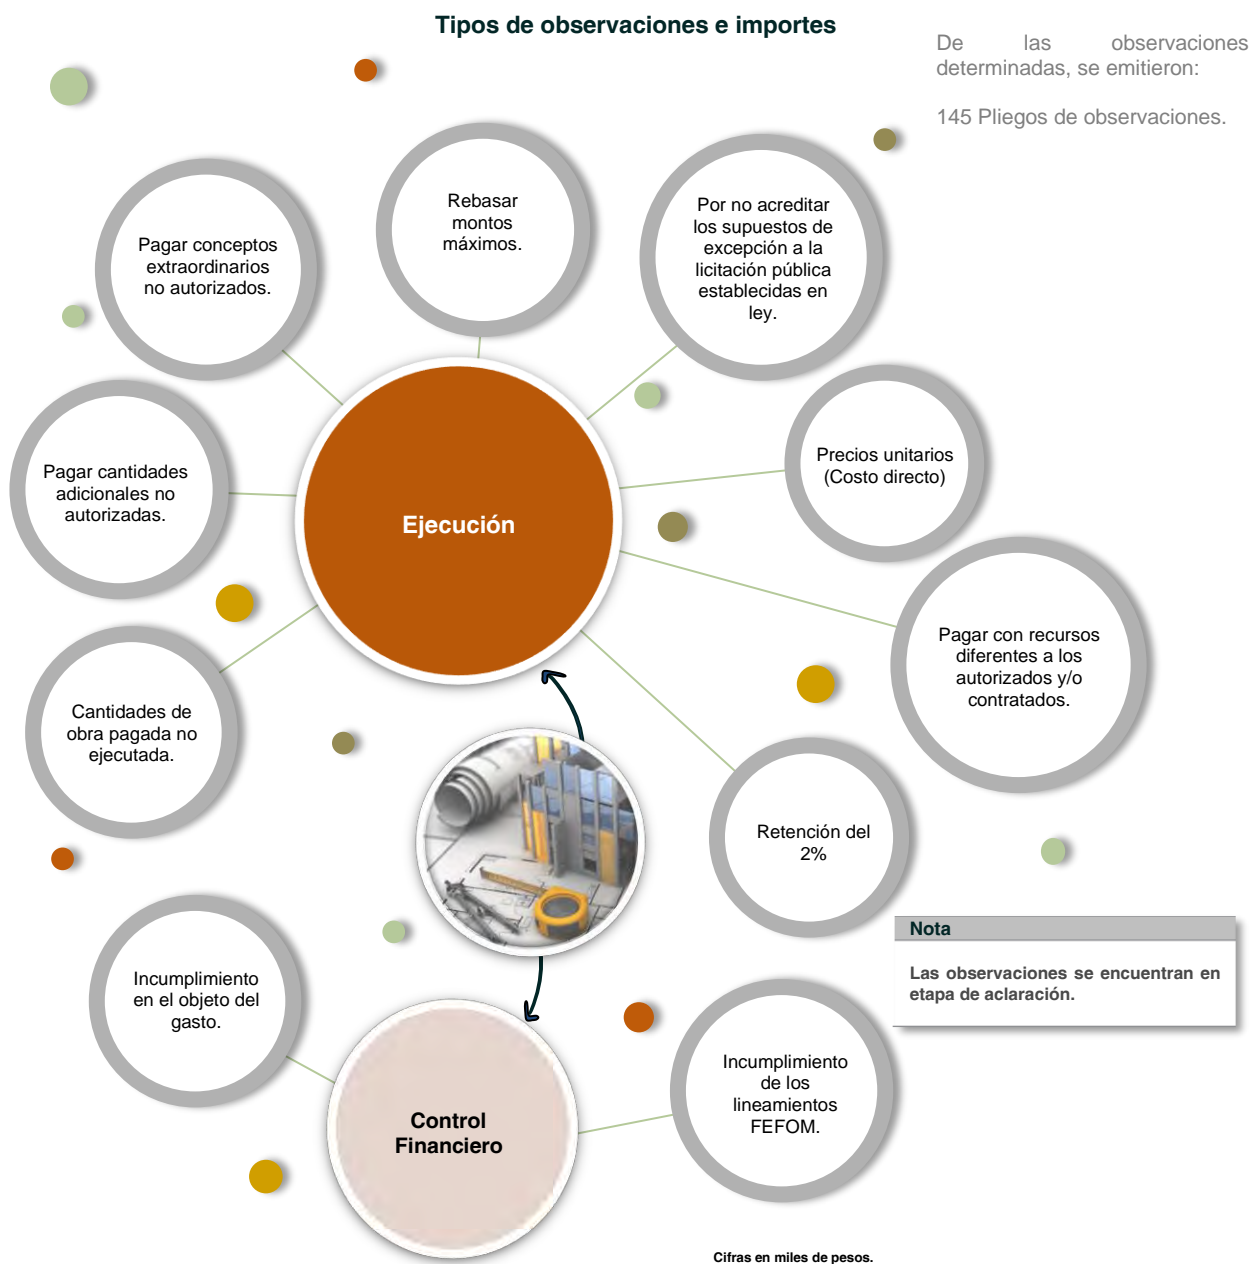 Tipos de observaciones e importes
De las observaciones
determinadas, se emitieron:
145 Pliegos de observaciones.
Rebasar
montos
máximos.
Por no acreditar
los supuestos de
excepción a la
licitación pública
establecidas en
ley.
Pagar conceptos
extraordinarios
no autorizados.
Precios unitarios
(Costo directo)
Pagar cantidades
adicionales no
autorizadas.
Ejecución
Pagar con recursos
diferentes a los
autorizados y/o
contratados.
Cantidades de
obra pagada no
ejecutada.
Retención del
2%
Nota
Las observaciones se encuentran en
etapa de aclaración.
Incumplimiento
en el objeto del
gasto.
Control
Financiero
Incumplimiento
de los
lineamientos
FEFOM.
Cifras en miles de pesos.